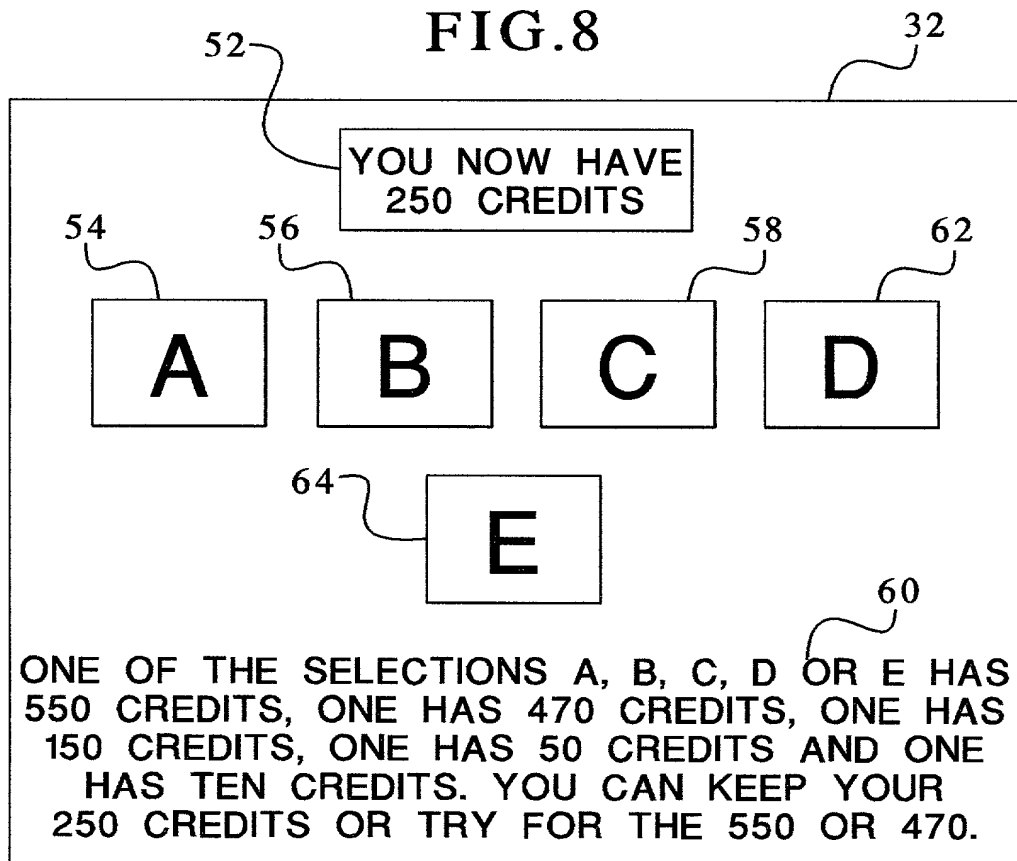 FIG.8
52
32
YOU NOW HAVE
250 CREDITS
54
56
58
62
A
B
C
D
64
E
60
ONE OF THE SELECTIONS A, B, C, D OR E HAS
550 CREDITS, ONE HAS 470 CREDITS, ONE HAS
150 CREDITS, ONE HAS 50 CREDITS AND ONE
HAS TEN CREDITS. YOU CAN KEEP YOUR
250 CREDITS OR TRY FOR THE 550 OR 470.